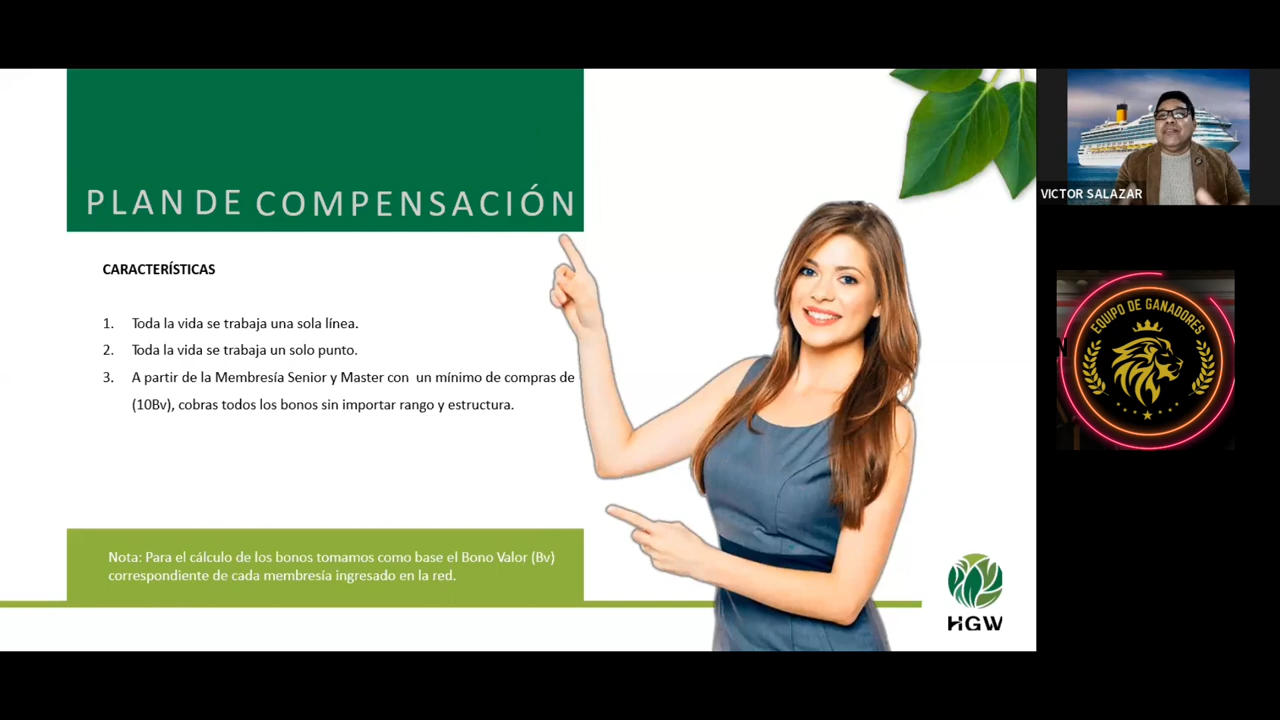 PLAN DE COMPENSACIÓN
CARACTERÍSTICAS
1. Toda la vida se trabaja una sola línea.
2. Toda la vida se trabaja un solo punto.
3. A partir de la Membresía Senior y Master con un mínimo de compras de
(10Bv), cobras todos los bonos sin importar rango y estructura.
Nota: Para el cálculo de los bonos tomamos como base el Bono Valor (Bv)
correspondiente de cada membresía ingresado en la red.
HGW
VICTOR SALAZAR
EQUIPO DE GANADORES
N